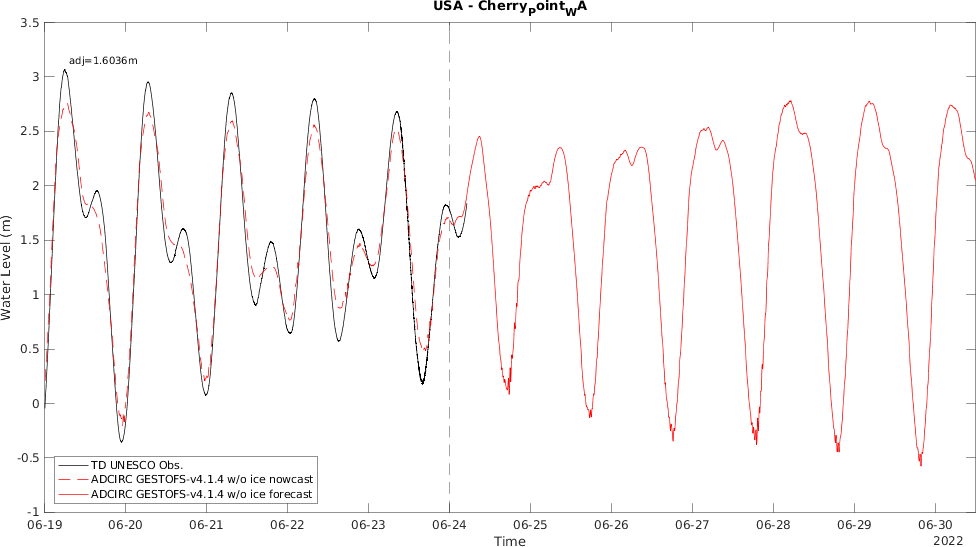 USA - Cherry_Point_WA
3.5
3
2.5
2
1.5
1
0.5
0
-0.5
-1
Water Level (m)
adj=1.6036m
TD UNESCO Obs.
ADCIRC GESTOFS-v4.1.4 w/o ice nowcast
ADCIRC GESTOFS-v4.1.4 w/o ice forecast
06-19 06-20 06-21 06-22 06-23 06-24 06-25 06-26 06-27 06-28 06-29 06-30
Time
2022